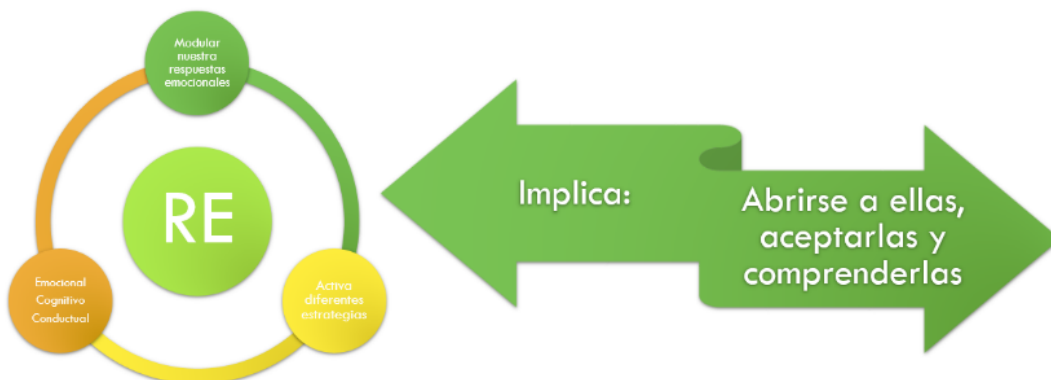 Modular
nuestra
respuestas
emocionales
RE
Emocional
Cognitivo
Conductual
Activa
diferentes
estrategias
Implica:
Abrirse a ellas,
aceptarlas y
comprenderlas